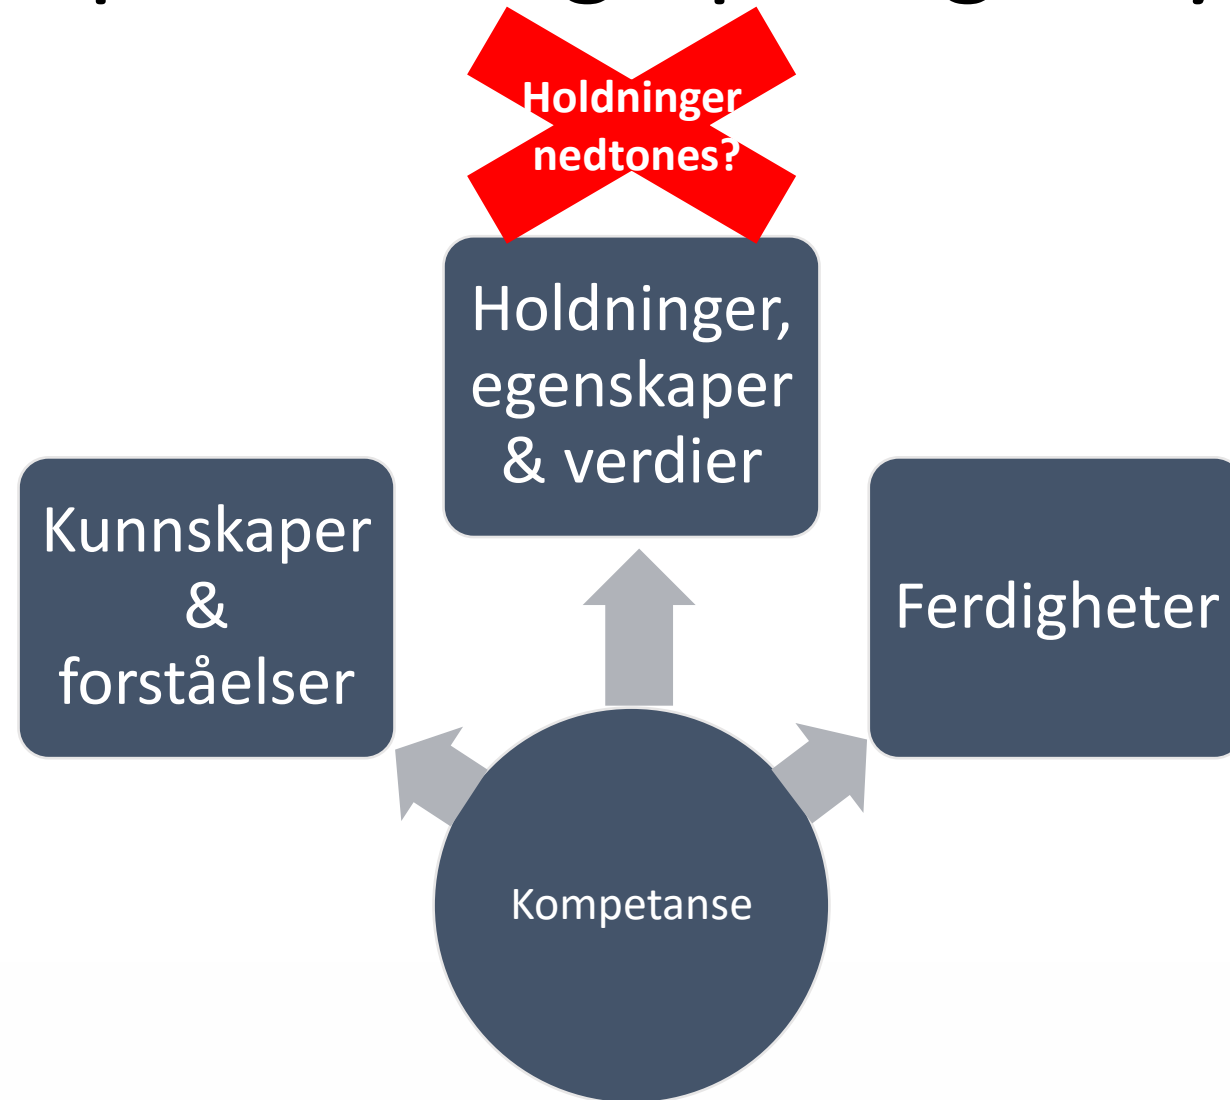 Holdninger
nedtones?
Holdninger,
egenskaper
& verdier
Kunnskaper
&
forståelser
Ferdigheter
Kompetanse